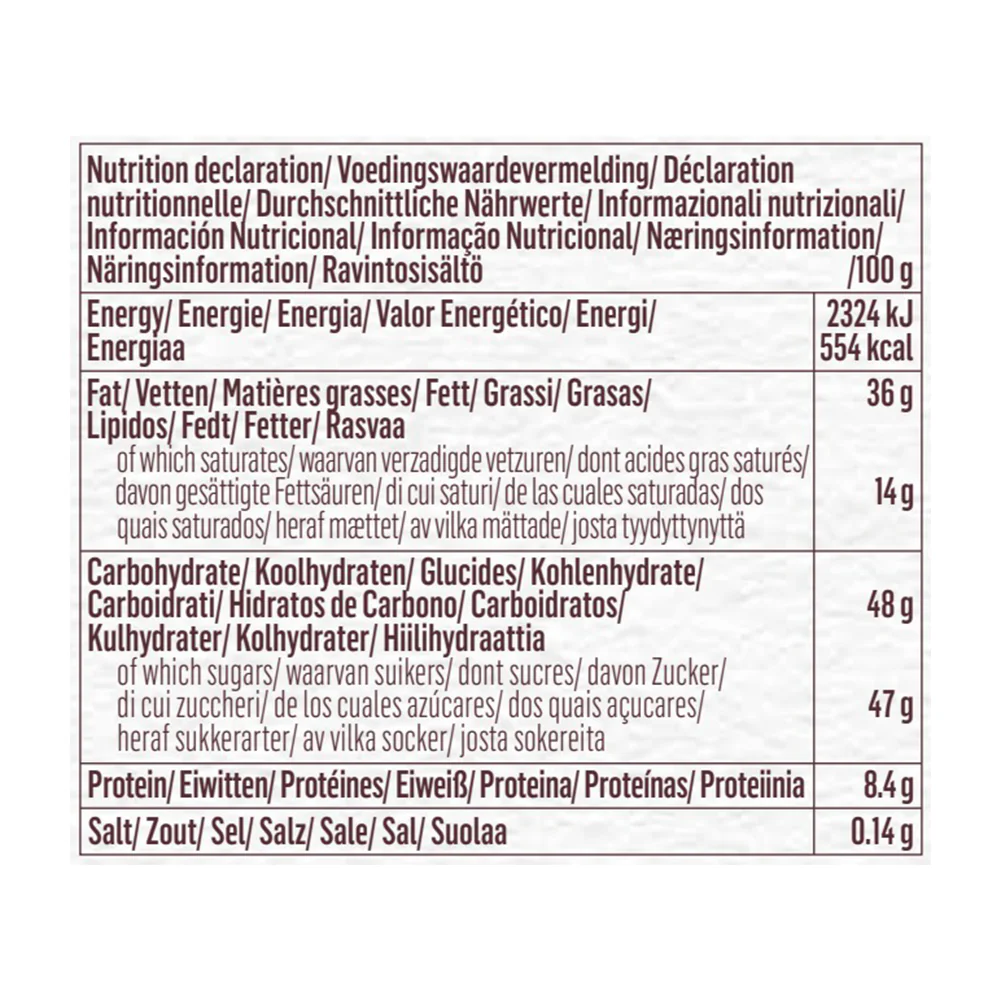 Nutrition declaration/ Voedingswaardevermelding/ Déclaration
nutritionnelle/ Durchschnittliche Nährwerte/ Informazionali nutrizionali/
Información Nutricional/ Informação Nutricional/ Næringsinformation/
Näringsinformation/ Ravintosisältö /100 g
Energy/ Energie/ Energia/ Valor Energético/ Energi/ 2324 kJ
Energiaa 554 kcal
Fat/ Vetten/ Matières grasses/ Fett/ Grassi/ Grasas/ 36 g
Lipidos/ Fedt/ Fetter/ Rasvaa
of which saturates/ waarvan verzadigde vetzuren/ dont acides gras saturés/
davon gesättigte Fettsäuren/ di cui saturi/ de las cuales saturadas/ dos 14 g
quais saturados/ heraf mættet/ av vilka mättade/ josta tyydyttynyttä
Carbohydrate/ Koolhydraten/ Glucides/ Kohlenhydrate/
Carboidrati/ Hidratos de Carbono/ Carboidratos/ 48 g
Kulhydrater/ Kolhydrater/ Hiilihydraattia
of which sugars/ waarvan suikers/ dont sucres/ davon Zucker/
di cui zuccheri/ de los cuales azúcares/ dos quais açucares/ 47 g
heraf sukkerarter/ av vilka socker/ josta sokereita
Protein/ Eiwitten/ Protéines/ Eiweiß/ Proteina/ Proteínas/ Proteiinia 8.4 g
Salt/ Zout/ Sel/ Salz/ Sale/ Sal/ Suolaa 0.14 g